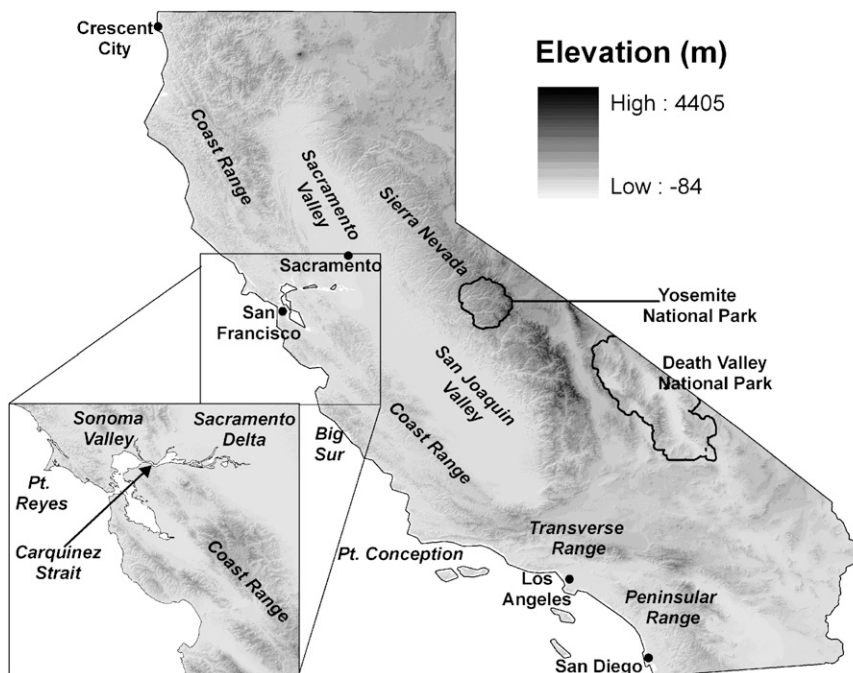 Crescent
City
Elevation (m)
High : 4405
Low : -84
Coast Range
Sacramento
Valley
Sierra Nevada
Sacramento
San
Francisco
Yosemite
National Park
San Joaquin
Valley
Death Valley
National Park
Coast Range
Big
Sur
Sonoma
Valley
Sacramento
Delta
Pt.
Reyes
Carquinez
Strait
Coast Range
Pt. Conception
Transverse
Range
Los
Angeles
Peninsular
Range
San Diego